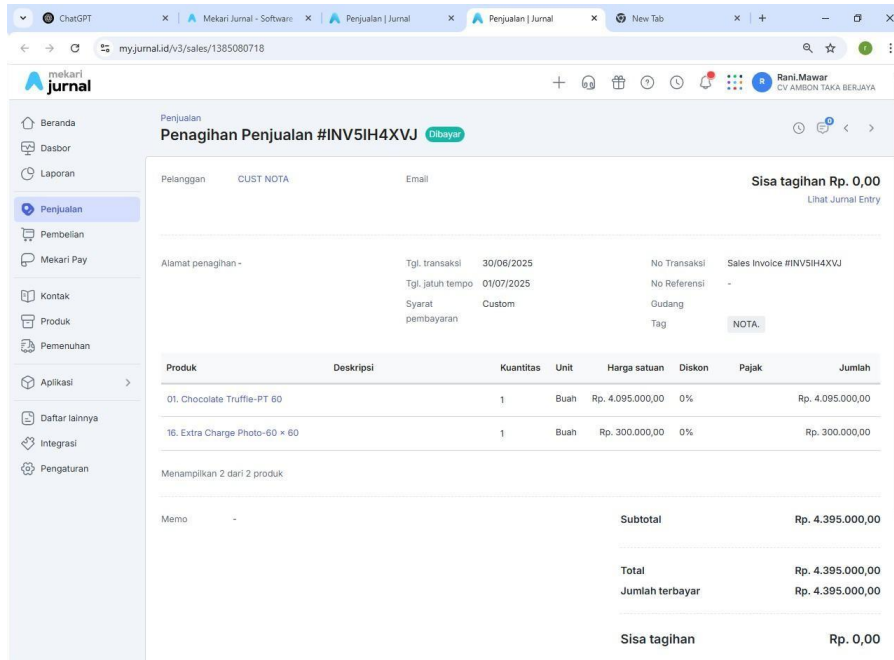 ChatGPT
Mekari Jurnal - Software
Penjualan | Jurnal
Penjualan | Jurnal
New Tab
my.jurnal.id/v3/sales/1385080718
mekari
jurnal
R
Rani.Mawar
CV AMBON TAKA BERJAYA
Beranda
Dasbor
Laporan
Penjualan
Pembelian
Mekari Pay
Kontak
Produk
Pemenuhan
Aplikasi
Daftar lainnya
Integrasi
Pengaturan
Penjualan
Penagihan Penjualan #INV5IH4XVJ Dibayar
0
Pelanggan CUST NOTA Email Sisa tagihan Rp. 0,00
Lihat Jurnal Entry
Alamat penagihan - Tgl. transaksi 30/06/2025 No Transaksi Sales Invoice #INV5IH4XVJ
Tgl. jatuh tempo 01/07/2025 No Referensi -
Syarat pembayaran Custom Gudang
Tag NOTA.
Produk Deskripsi Kuantitas Unit Harga satuan Diskon Pajak Jumlah
01. Chocolate Truffle-PT 60 1 Buah Rp. 4.095.000,00 0% Rp. 4.095.000,00
16. Extra Charge Photo-60 × 60 1 Buah Rp. 300.000,00 0% Rp. 300.000,00
Menampilkan 2 dari 2 produk
Memo - Subtotal Rp. 4.395.000,00
Total Rp. 4.395.000,00
Jumlah terbayar Rp. 4.395.000,00
Sisa tagihan Rp. 0,00